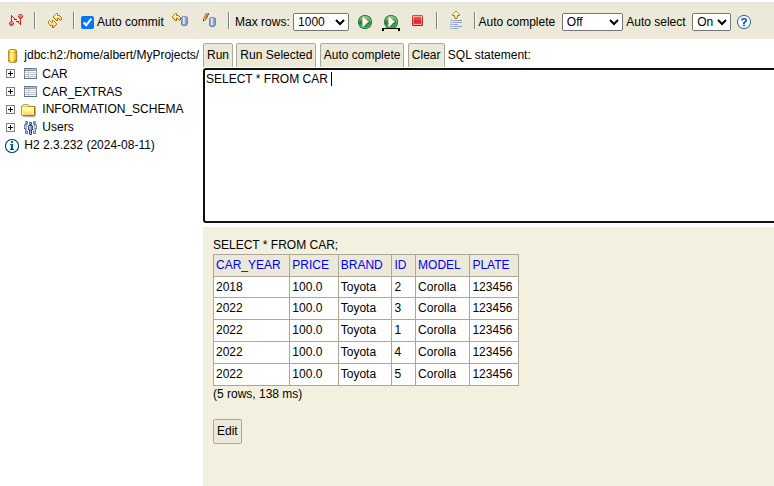 Auto commit Max rows: 1000 Auto complete Off Auto select On ?
jdbc:h2:/home/albert/MyProjects/
CAR
CAR_EXTRAS
INFORMATION_SCHEMA
Users
H2 2.3.232 (2024-08-11)
Run Run Selected Auto complete Clear SQL statement:
SELECT * FROM CAR
SELECT * FROM CAR;
CAR_YEAR PRICE BRAND ID MODEL PLATE
2018 100.0 Toyota 2 Corolla 123456
2022 100.0 Toyota 3 Corolla 123456
2022 100.0 Toyota 1 Corolla 123456
2022 100.0 Toyota 4 Corolla 123456
2022 100.0 Toyota 5 Corolla 123456
(5 rows, 138 ms)
Edit